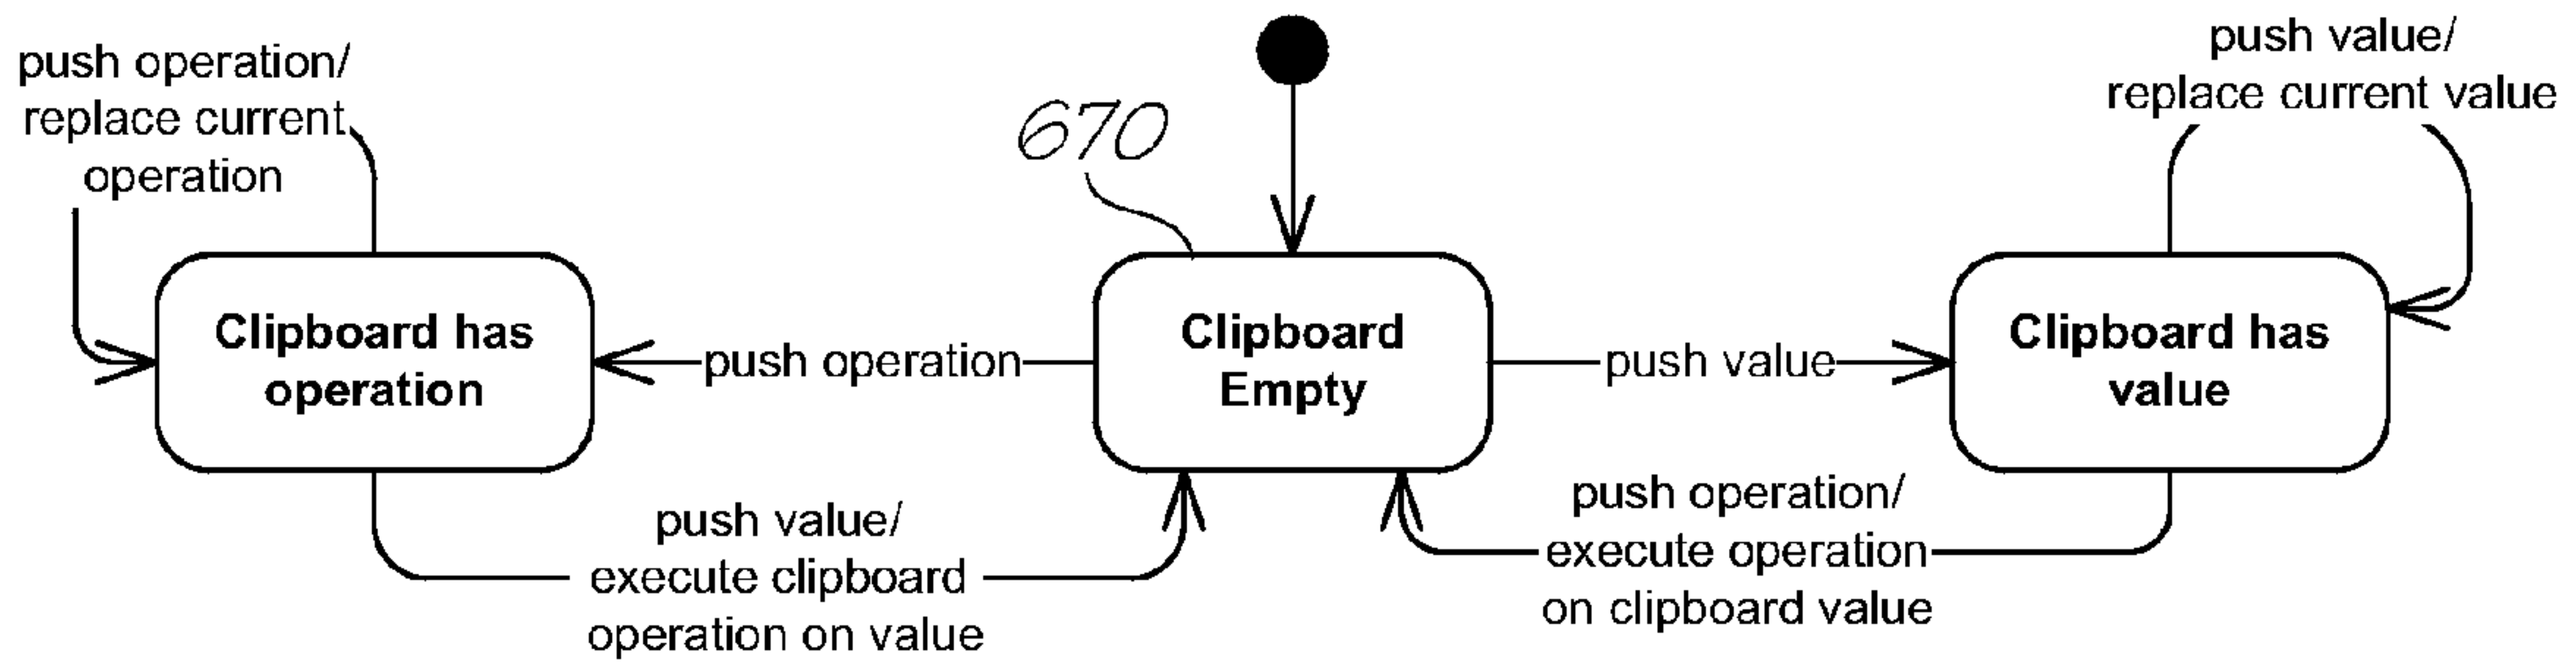 push operation/
replace current
operation
670
push value/
replace current value
Clipboard has
operation
push operation
Clipboard
Empty
push value
Clipboard has
value
push value/
execute clipboard
operation on value
push operation/
execute operation
on clipboard value